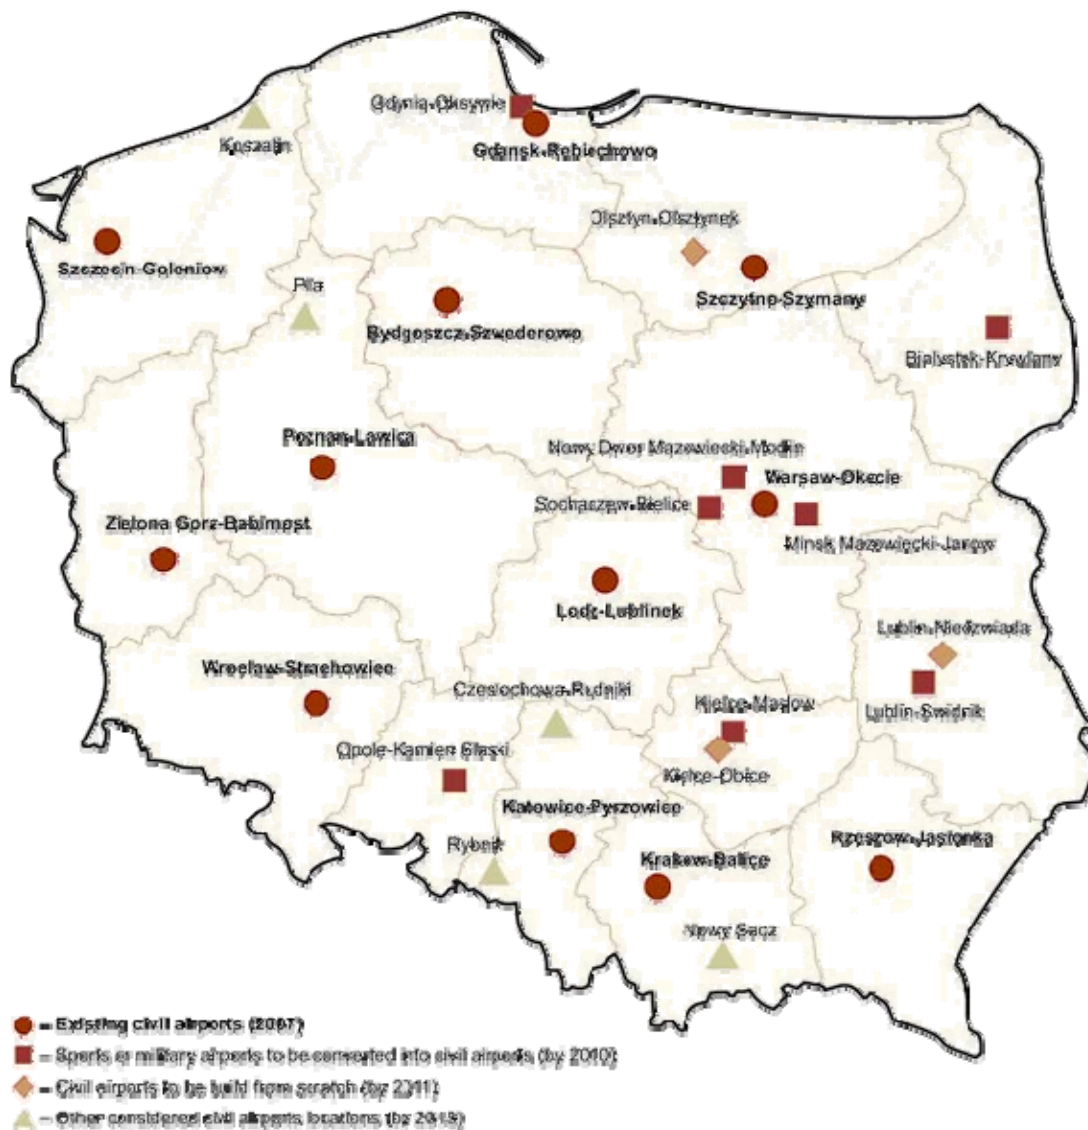 Gdynia-Oksywie
Koszalin
Gdansk-Rebiechowo
Olsztyn-Olsztynek
Szczecin-Goleniow
Pila
Szczytno-Szymany
Bydgoszcz-Szwederowo
Bialystok-Krywlany
Poznan-Lawica
Nowy Dwor Mazowiecki-Modlin
Warsaw-Okecie
Sochaczew-Bielice
Zielona Gora-Babimost
Minsk Mazowiecki-Janow
Lodz-Lublinek
Lublin-Niedzwiada
Wroclaw-Strachowice
Czestochowa-Rudniki
Kielce-Maslow
Lublin-Swidnik
Opole-Kamien Slaski
Kielce-Obice
Katowice-Pyrzowice
Rybnik
Krakow-Balice
Rzeszow-Jasionka
Nowy Sacz
= Existing civil airports (2007)
= Sports or military airports to be converted into civil airports (by 2010)
= Civil airports to be build from scratch (by 2011)
= Other considered civil airports locations (by 2013)